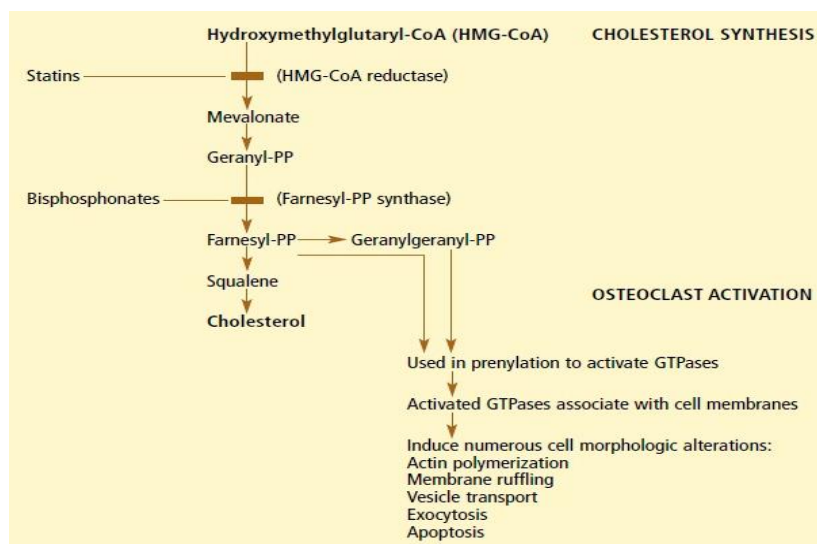 Hydroxymethylglutaryl-CoA (HMG-CoA) CHOLESTEROL SYNTHESIS
Statins (HMG-CoA reductase)
Mevalonate
Geranyl-PP
Bisphosphonates (Farnesyl-PP synthase)
Farnesyl-PP Geranylgeranyl-PP
Squalene
OSTEOCLAST ACTIVATION
Cholesterol
Used in prenylation to activate GTPases
Activated GTPases associate with cell membranes
Induce numerous cell morphologic alterations:
Actin polymerization
Membrane ruffling
Vesicle transport
Exocytosis
Apoptosis